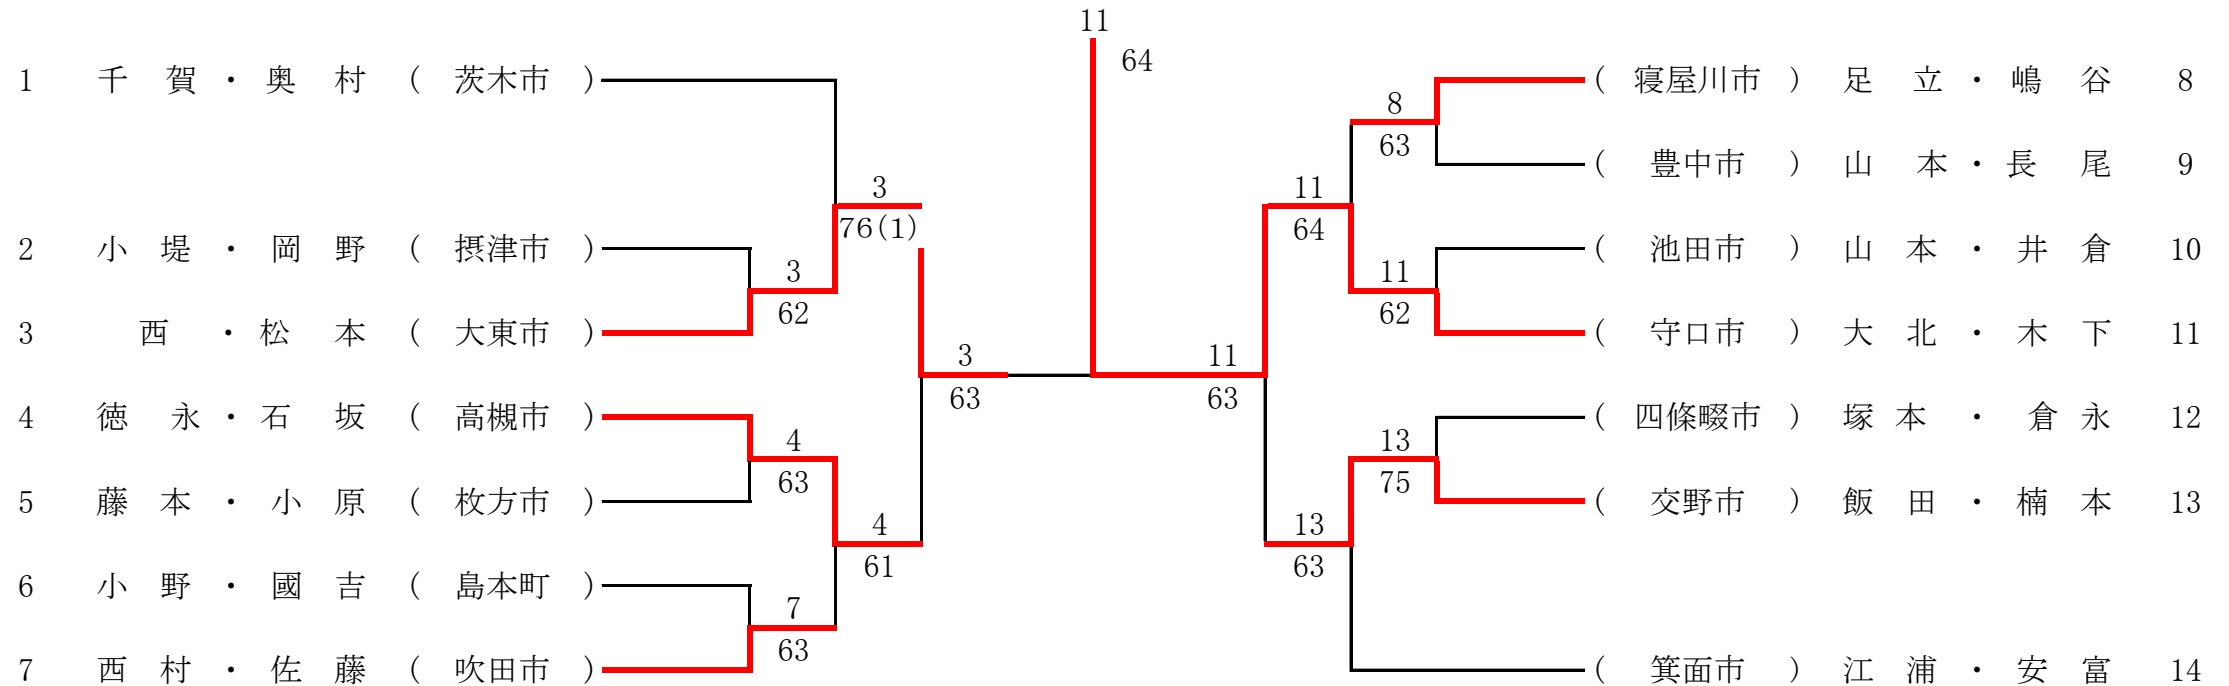 11
64
1 千 賀 ・ 奥 村 ( 茨木市 )
( 寝屋川市 ) 足 立 ・ 嶋 谷 8
8
63
( 豊中市 ) 山 本 ・ 長 尾 9
3
76(1)
11
64
2 小 堤 ・ 岡 野 ( 摂津市 )
( 池田市 ) 山 本 ・ 井 倉 10
3
62
11
62
3 西 ・ 松 本 ( 大東市 )
( 守口市 ) 大 北 ・ 木 下 11
3
63
11
63
4 徳 永 ・ 石 坂 ( 高槻市 )
( 四條畷市 ) 塚 本 ・ 倉 永 12
4
63
13
75
5 藤 本 ・ 小 原 ( 枚方市 )
( 交野市 ) 飯 田 ・ 楠 本 13
4
61
13
63
6 小 野 ・ 國 吉 ( 島本町 )
7
63
7 西 村 ・ 佐 藤 ( 吹田市 )
( 箕面市 ) 江 浦 ・ 安 富 14